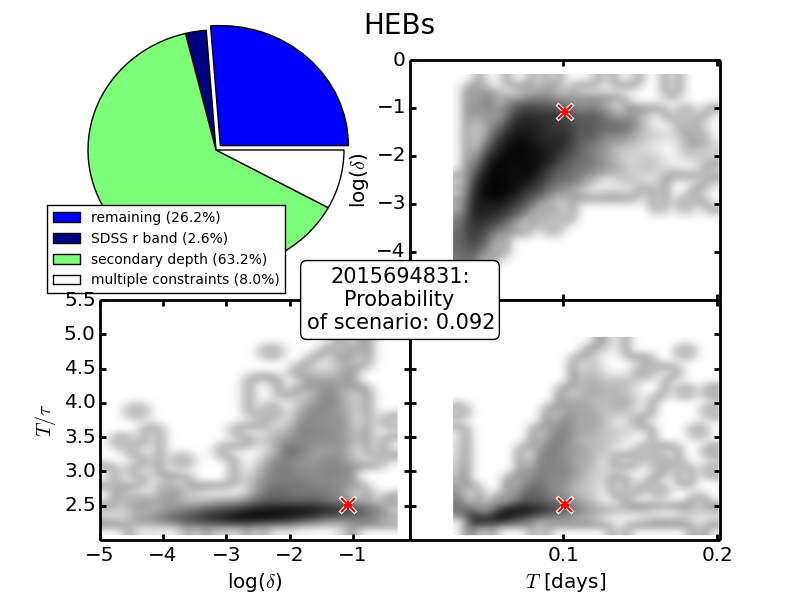 HEBs
remaining (26.2%)
SDSS r band (2.6%)
secondary depth (63.2%)
multiple constraints (8.0%)
0
−1
−2
−3
−4
log(δ)
2015694831:
Probability
of scenario: 0.092
5.5
5.0
4.5
4.0
3.5
3.0
2.5
T/τ
−5 −4 −3 −2 −1
log(δ)
0.1 0.2
T [days]